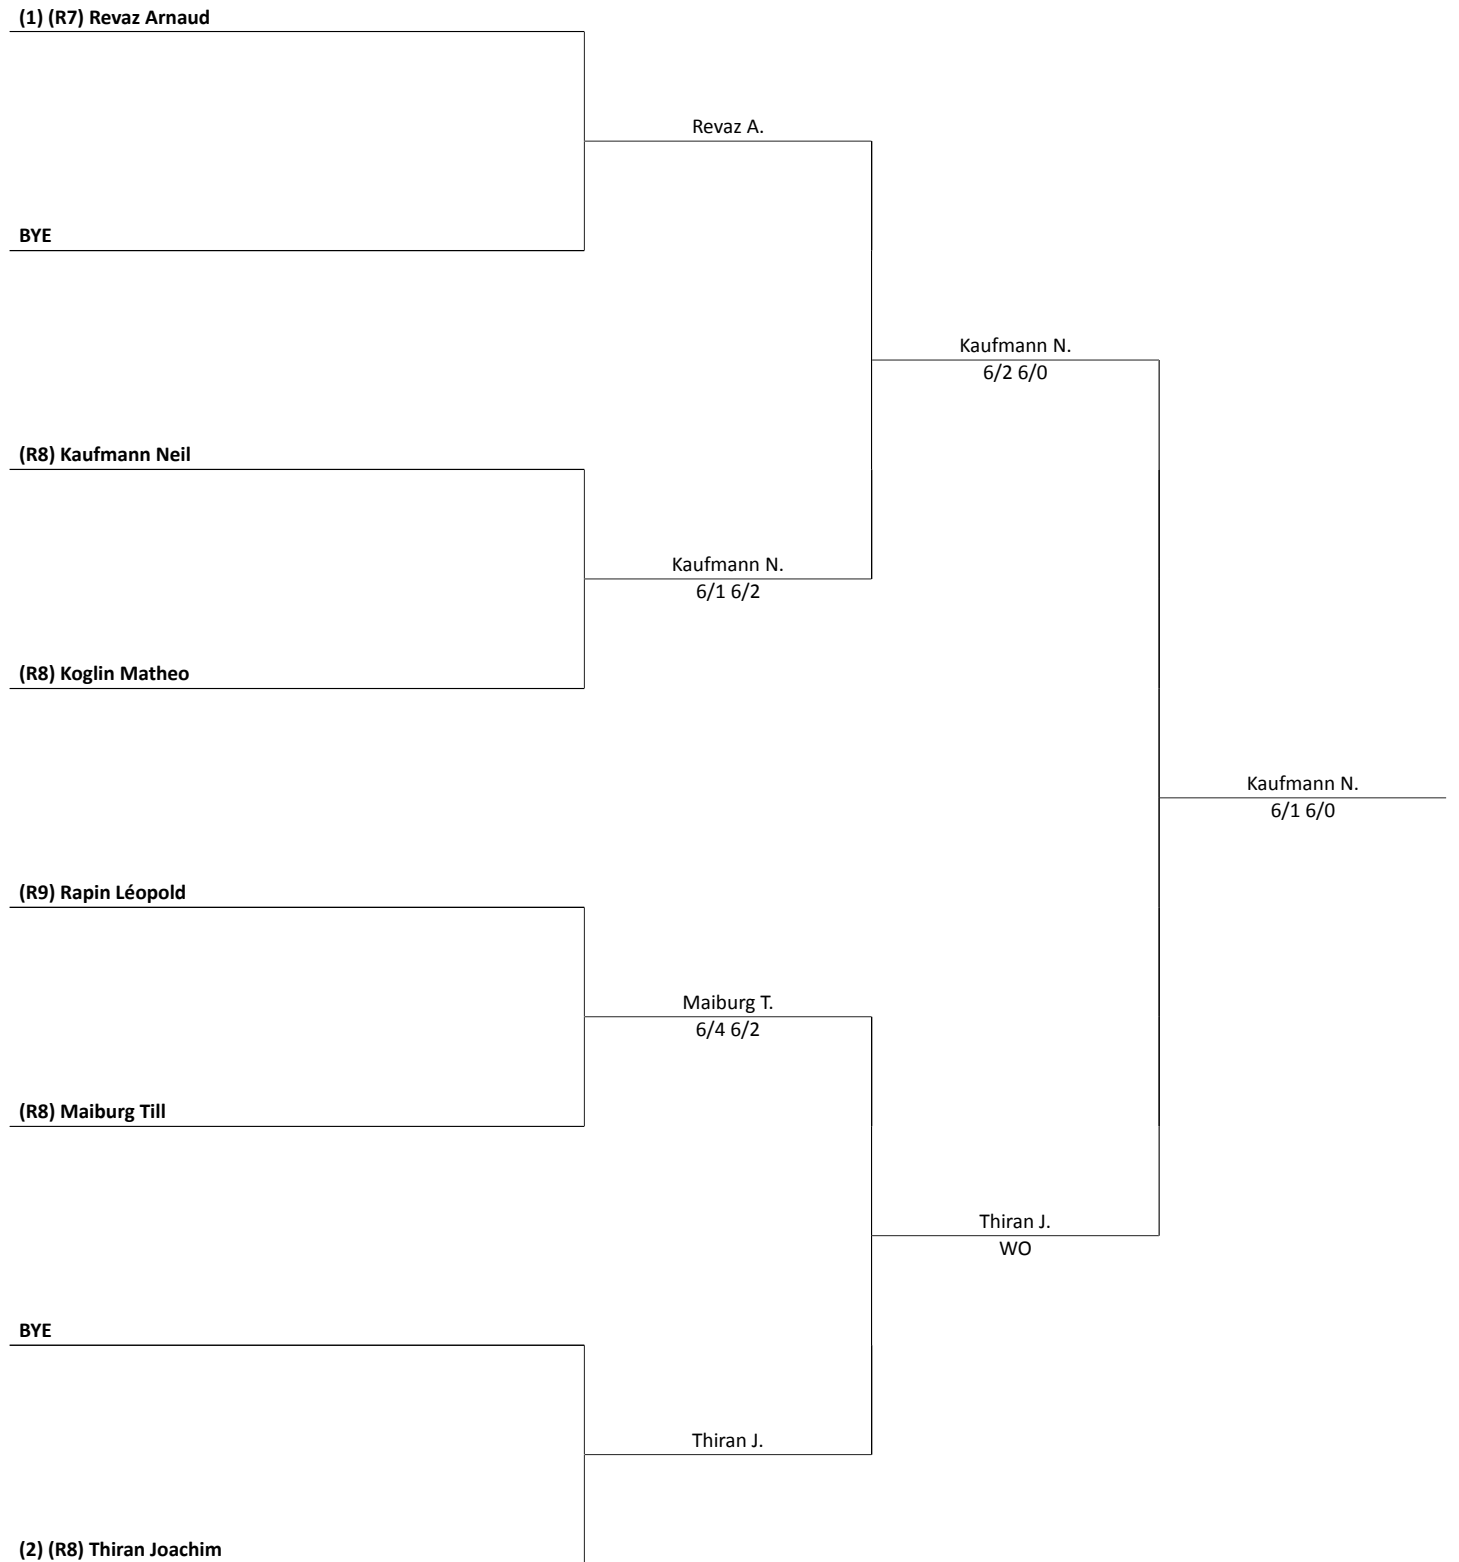 (1) (R7) Revaz Arnaud
Revaz A.
BYE
Kaufmann N.
6/2 6/0
(R8) Kaufmann Neil
Kaufmann N.
6/1 6/2
(R8) Koglin Matheo
Kaufmann N.
6/1 6/0
(R9) Rapin Léopold
Maiburg T.
6/4 6/2
(R8) Maiburg Till
Thiran J.
WO
BYE
Thiran J.
(2) (R8) Thiran Joachim